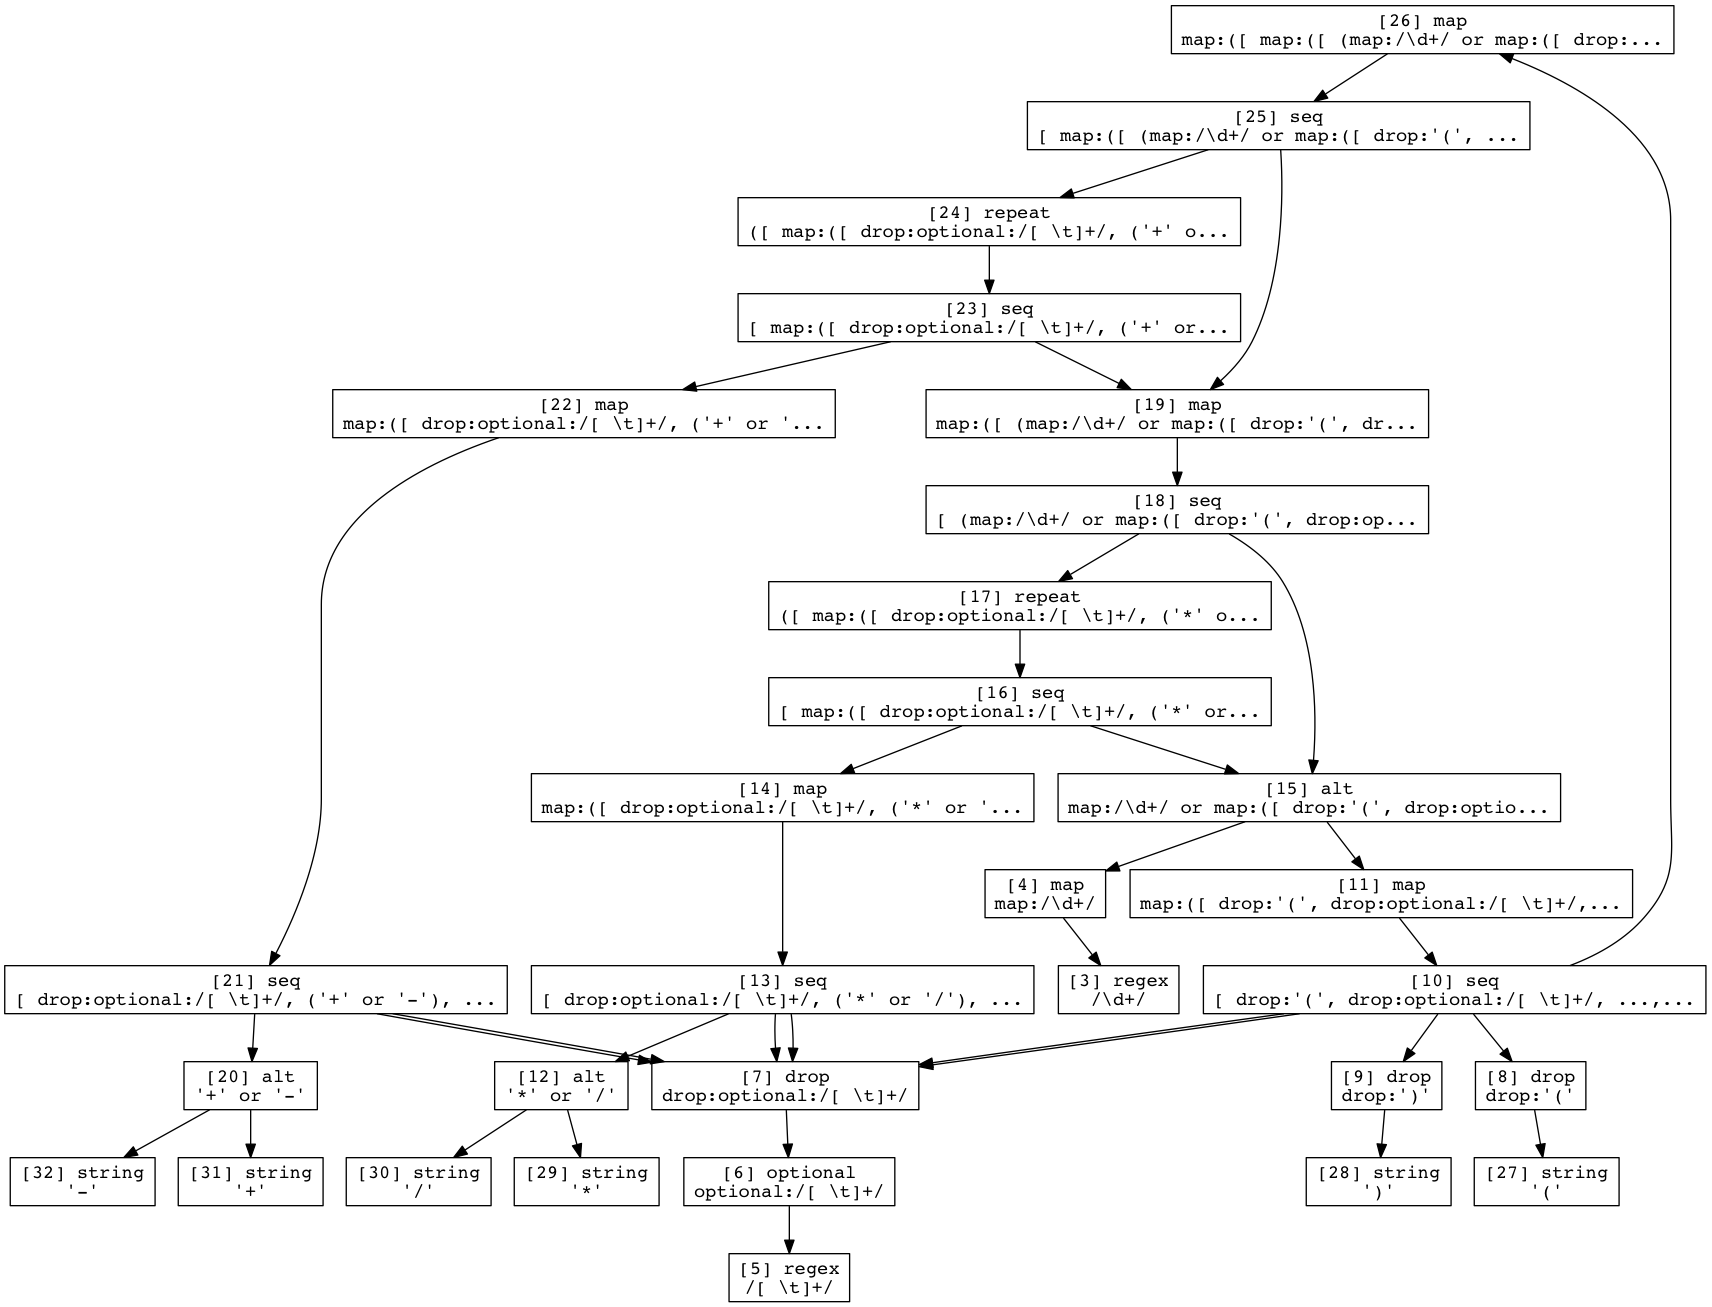 [26] map
map:([ map:([ (map:/\d+/ or map:([ drop:...
[25] seq
[ map:([ (map:/\d+/ or map:([ drop:'(', ...
[24] repeat
([ map:([ drop:optional:/[ \t]+/, ('+' o...
[23] seq
[ map:([ drop:optional:/[ \t]+/, ('+' or...
[22] map
map:([ drop:optional:/[ \t]+/, ('+' or '...
[19] map
map:([ (map:/\d+/ or map:([ drop:'(', dr...
[18] seq
[ (map:/\d+/ or map:([ drop:'(', drop:op...
[17] repeat
([ map:([ drop:optional:/[ \t]+/, ('*' o...
[16] seq
[ map:([ drop:optional:/[ \t]+/, ('*' or...
[14] map
map:([ drop:optional:/[ \t]+/, ('*' or '...
[15] alt
map:/\d+/ or map:([ drop:'(', drop:optio...
[4] map
map:/\d+/
[11] map
map:([ drop:'(', drop:optional:/[ \t]+/,...
[21] seq
[ drop:optional:/[ \t]+/, ('+' or '-'), ...
[13] seq
[ drop:optional:/[ \t]+/, ('*' or '/'), ...
[3] regex
/\d+/
[10] seq
[ drop:'(', drop:optional:/[ \t]+/, ...,...
[20] alt
'+' or '-'
[12] alt
'*' or '/'
[7] drop
drop:optional:/[ \t]+/
[9] drop
drop:')'
[8] drop
drop:'('
[32] string
'-'
[31] string
'+'
[30] string
'/'
[29] string
'*'
[6] optional
optional:/[ \t]+/
[28] string
')'
[27] string
'('
[5] regex
/[ \t]+/